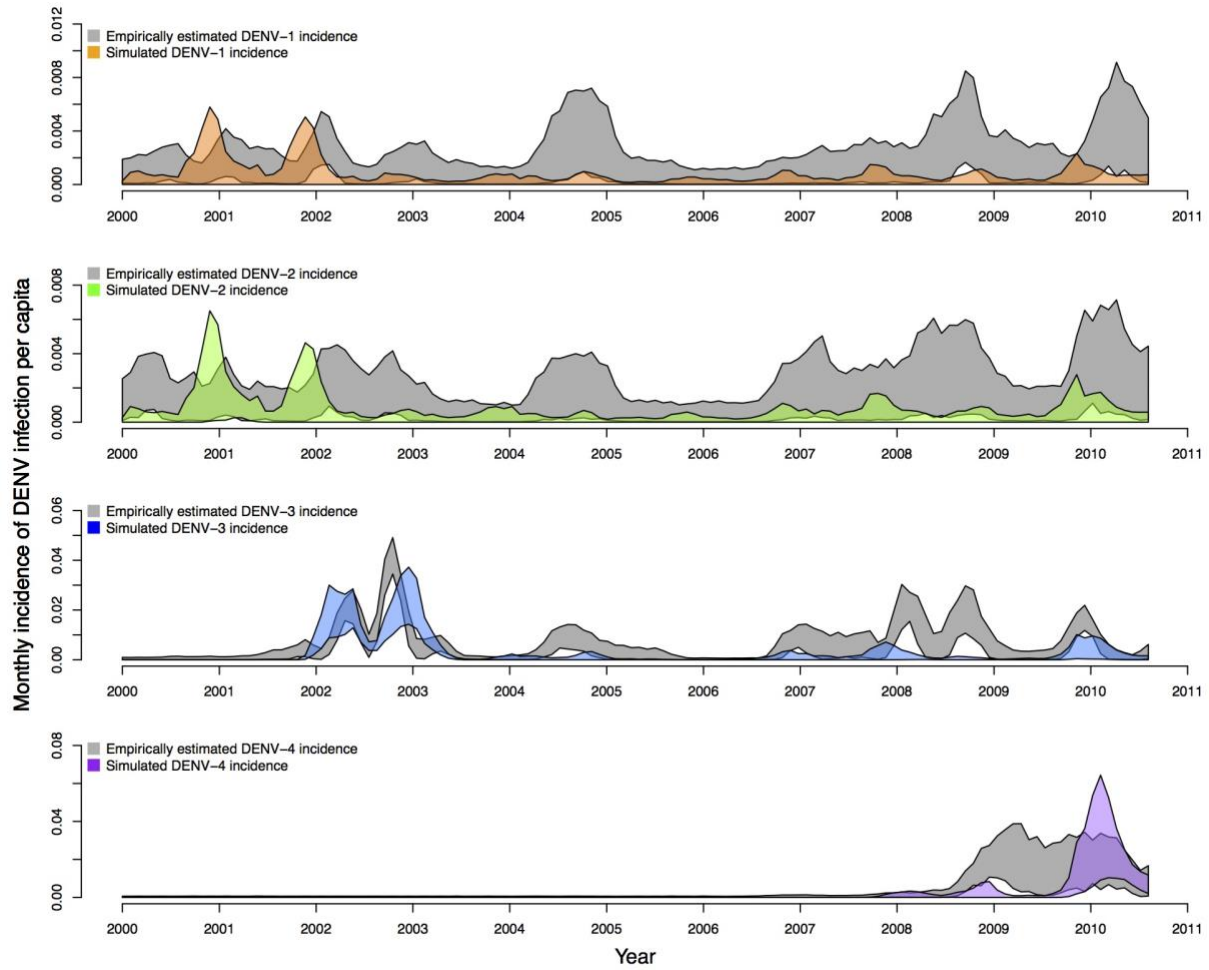 Monthly incidence of DENV infection per capita
0.012
0.008
0.004
0.000
Empirically estimated DENV−1 incidence
Simulated DENV−1 incidence
2000 2001 2002 2003 2004 2005 2006 2007 2008 2009 2010 2011
0.008
0.004
0.000
Empirically estimated DENV−2 incidence
Simulated DENV−2 incidence
2000 2001 2002 2003 2004 2005 2006 2007 2008 2009 2010 2011
0.06
0.04
0.02
0.00
Empirically estimated DENV−3 incidence
Simulated DENV−3 incidence
2000 2001 2002 2003 2004 2005 2006 2007 2008 2009 2010 2011
0.08
0.04
0.00
Empirically estimated DENV−4 incidence
Simulated DENV−4 incidence
2000 2001 2002 2003 2004 2005 2006 2007 2008 2009 2010 2011
Year